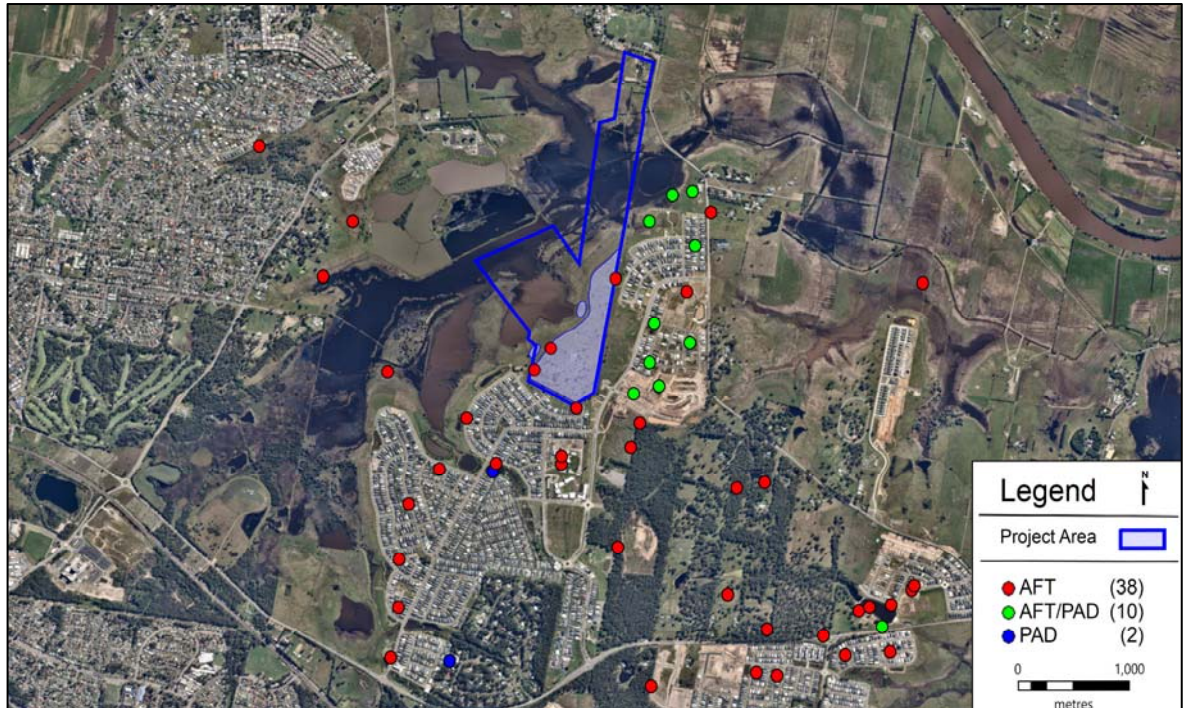 Legend N
Project Area
AFT (38)
AFT/PAD (10)
PAD (2)
0 1,000
metres